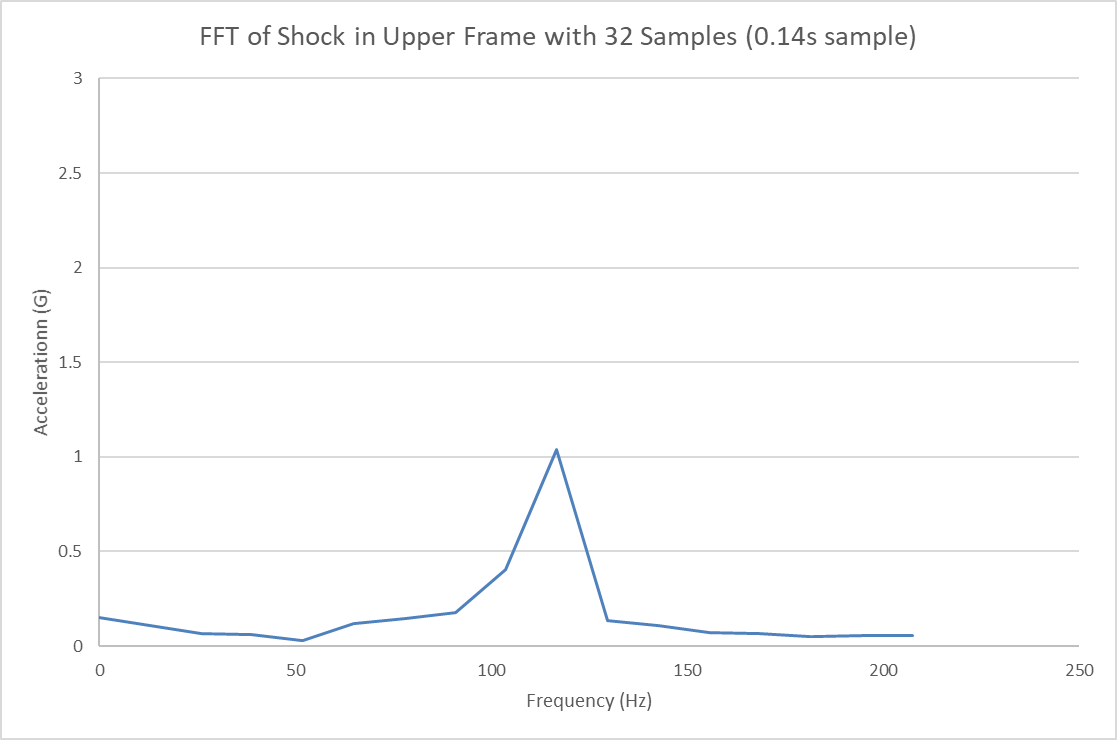 FFT of Shock in Upper Frame with 32 Samples (0.14s sample)
3
2.5
2
1.5
1
0.5
0
Accelerationn (G)
0 50 100 150 200 250
Frequency (Hz)